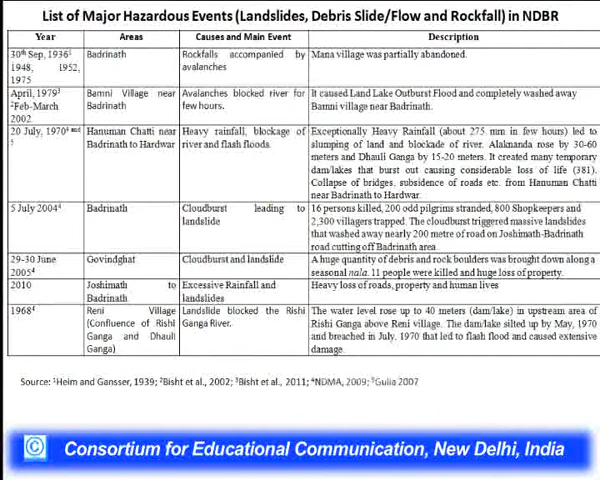 List of Major Hazardous Events (Landslides, Debris Slide/Flow and Rockfall) in NDBR
Year Areas Causes and Main Event Description
30th Sep, 1936¹ Badrinath Rockfalls accompanied by Mana village was partially abandoned.
1948, 1952, avalanches
1975
April, 1979³ Bamni Village near Avalanches blocked river for It caused Land Lake Outburst Flood and completely washed away
²Feb-March Badrinath few hours. Bamni village near Badrinath.
2002
20 July, 1970⁴ and Hanuman Chatti near Heavy rainfall, blockage of Exceptionally Heavy Rainfall (about 275 mm in few hours) led to
5 Badrinath to Hardwar river and flash floods. slumping of land and blockade of river. Alaknanda rose by 30-60
meters and Dhauli Ganga by 15-20 meters. It created many temporary
dam/lakes that burst out causing considerable loss of life (381).
Collapse of bridges, subsidence of roads etc. from Hanuman Chatti
near Badrinath to Hardwar.
5 July 2004⁴ Badrinath Cloudburst leading to 16 persons killed, 200 odd pilgrims stranded, 800 Shopkeepers and
landslide 2,300 villagers trapped. The cloudburst triggered massive landslides
that washed away nearly 200 metre of road on Joshimath-Badrinath
road cutting off Badrinath area.
29-30 June Govindghat Cloudburst and landslide A huge quantity of debris and rock boulders was brought down along a
2005⁴ seasonal nala. 11 people were killed and huge loss of property.
2010 Joshimath to Excessive Rainfall and Heavy loss of roads, property and human lives
Badrinath landslides
1968⁴ Reni Village Landslide blocked the Rishi The water level rose up to 40 meters (dam/lake) in upstream area of
(Confluence of Rishi Ganga River. Rishi Ganga above Reni village. The dam/lake silted up by May, 1970
Ganga and Dhauli and breached in July, 1970 that led to flash flood and caused extensive
Ganga) damage.
Source: ¹Heim and Gansser, 1939; ²Bisht et al., 2002; ³Bisht et al., 2011; ⁴NDMA, 2009; ⁵Gulia 2007
© Consortium for Educational Communication, New Delhi, India